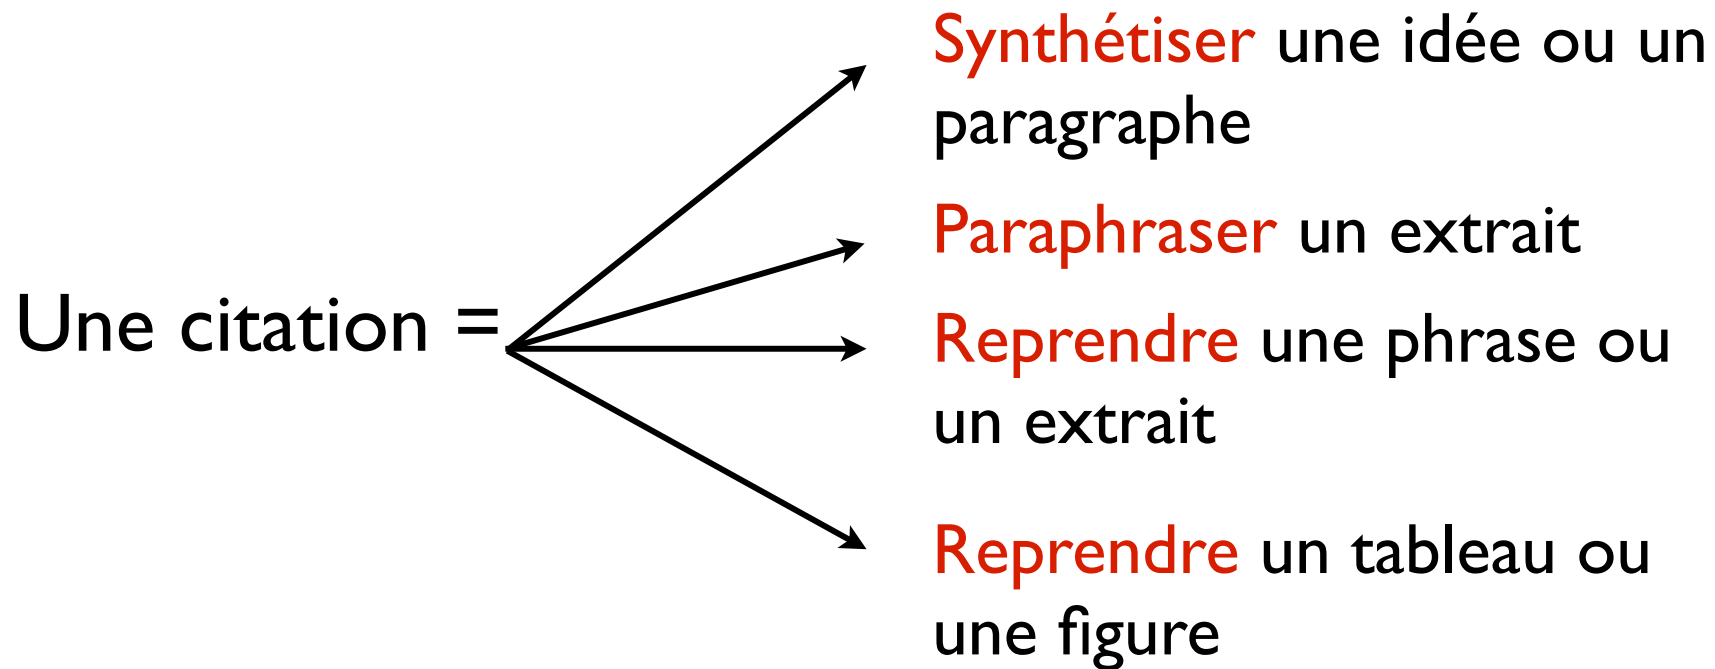 Synthétiser une idée ou un
paragraphe
Paraphraser un extrait
Une citation =
Reprendre une phrase ou
un extrait
Reprendre un tableau ou
une figure